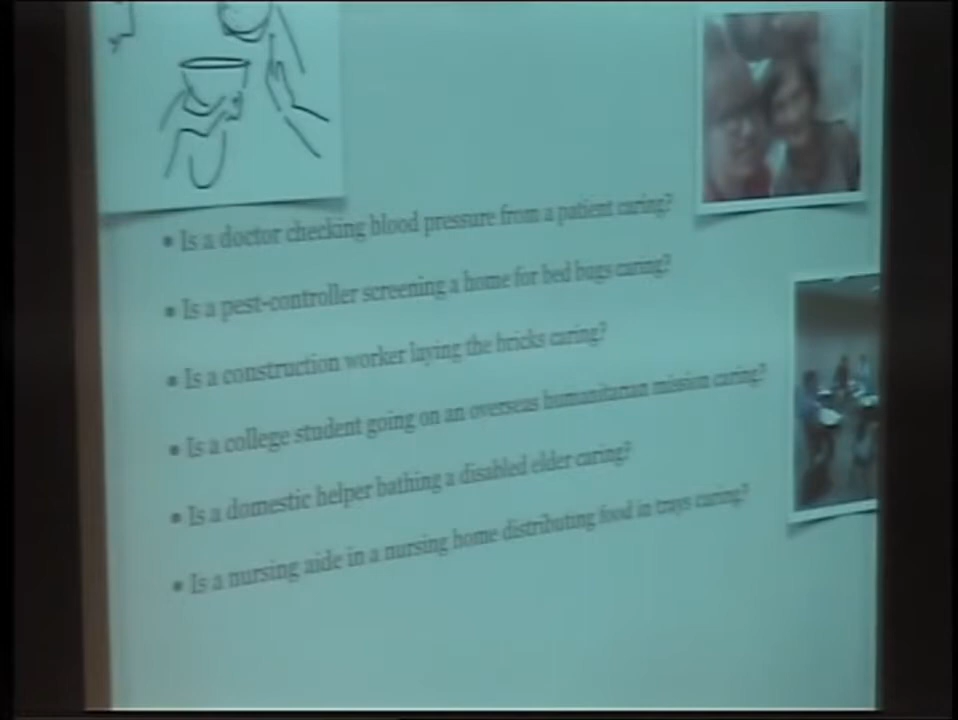 • Is a doctor checking blood pressure from a patient caring?
• Is a pest-controller screening a home for bed bugs caring?
• Is a construction worker laying the bricks caring?
• Is a college student going on an overseas humanitarian mission caring?
• Is a domestic helper bathing a disabled elder caring?
• Is a nursing aide in a nursing home distributing food in trays caring?